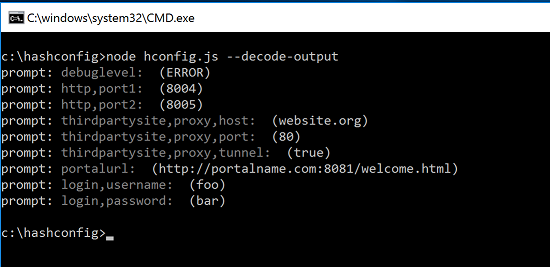 C:\windows\system32\CMD.exe
c:\hashconfig>node hconfig.js --decode-output
prompt: debuglevel:  (ERROR)
prompt: http,port1:  (8004)
prompt: http,port2:  (8005)
prompt: thirdpartysite,proxy,host:  (website.org)
prompt: thirdpartysite,proxy,port:  (80)
prompt: thirdpartysite,proxy,tunnel:  (true)
prompt: portalurl:  (http://portalname.com:8081/welcome.html)
prompt: login,username:  (foo)
prompt: login,password:  (bar)
c:\hashconfig>_